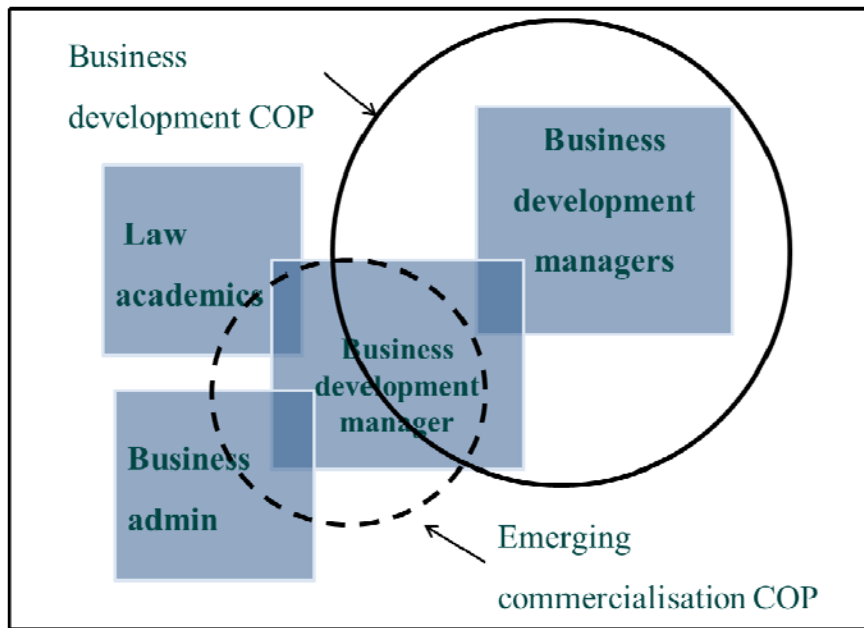 Business
development COP
Business
development
managers
Law
academics
Business
development
manager
Business
admin
Emerging
commercialisation COP